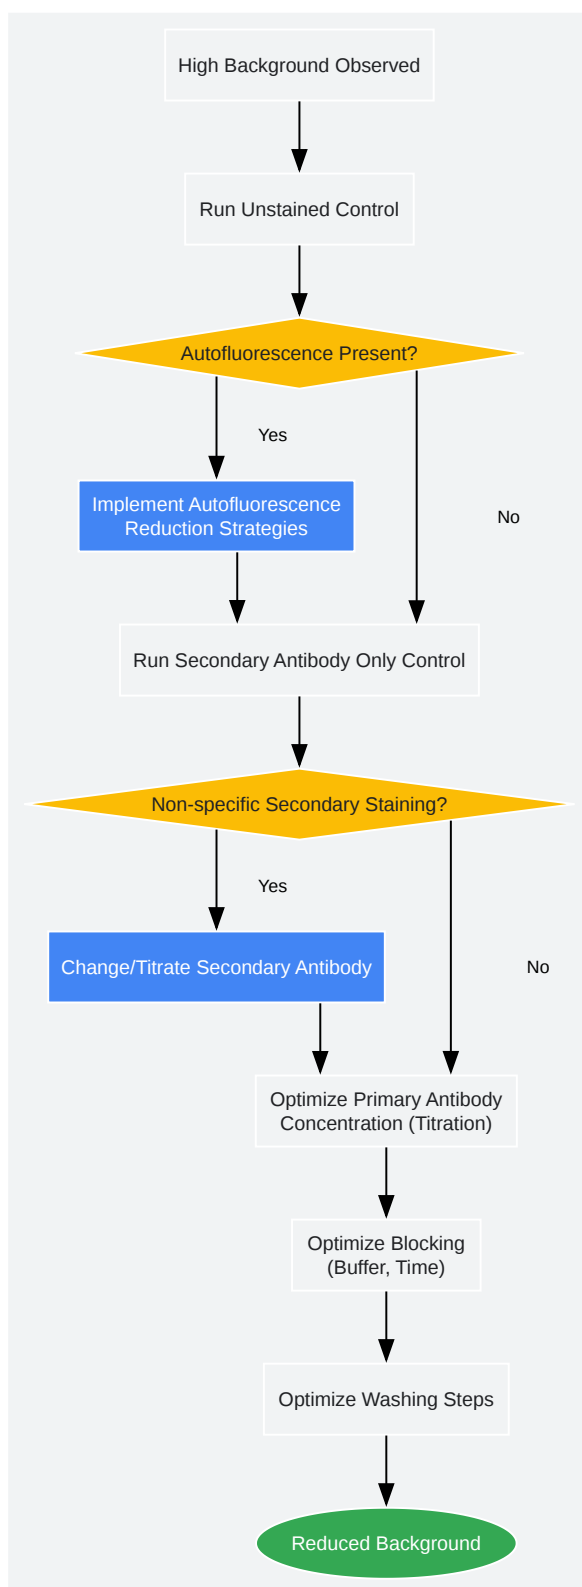 High Background Observed
Run Unstained Control
Autofluorescence Present?
Yes
Implement Autofluorescence
Reduction Strategies
No
Run Secondary Antibody Only Control
Non-specific Secondary Staining?
Yes
Change/Titrate Secondary Antibody
No
Optimize Primary Antibody
Concentration (Titration)
Optimize Blocking
(Buffer, Time)
Optimize Washing Steps
Reduced Background